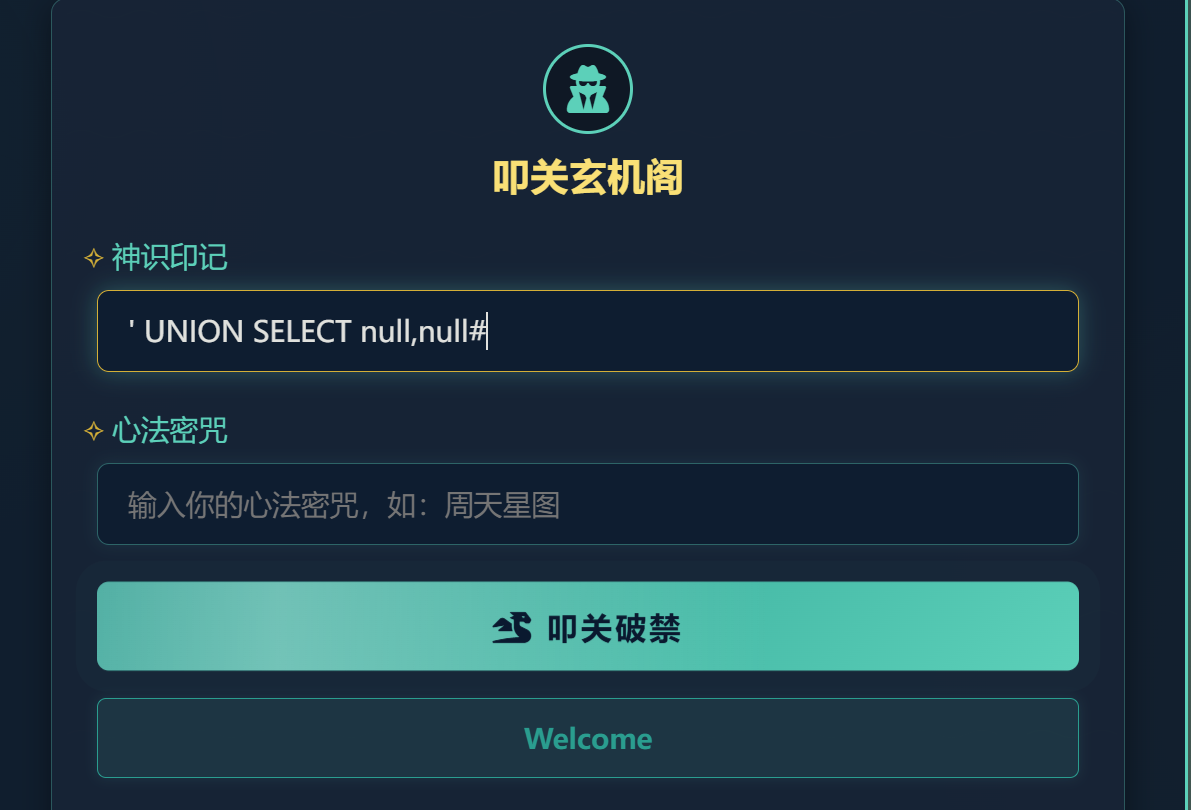 叩关玄机阁
神识印记
' UNION SELECT null,null#
心法密咒
输入你的心法密咒，如：周天星图
叩关破禁
Welcome